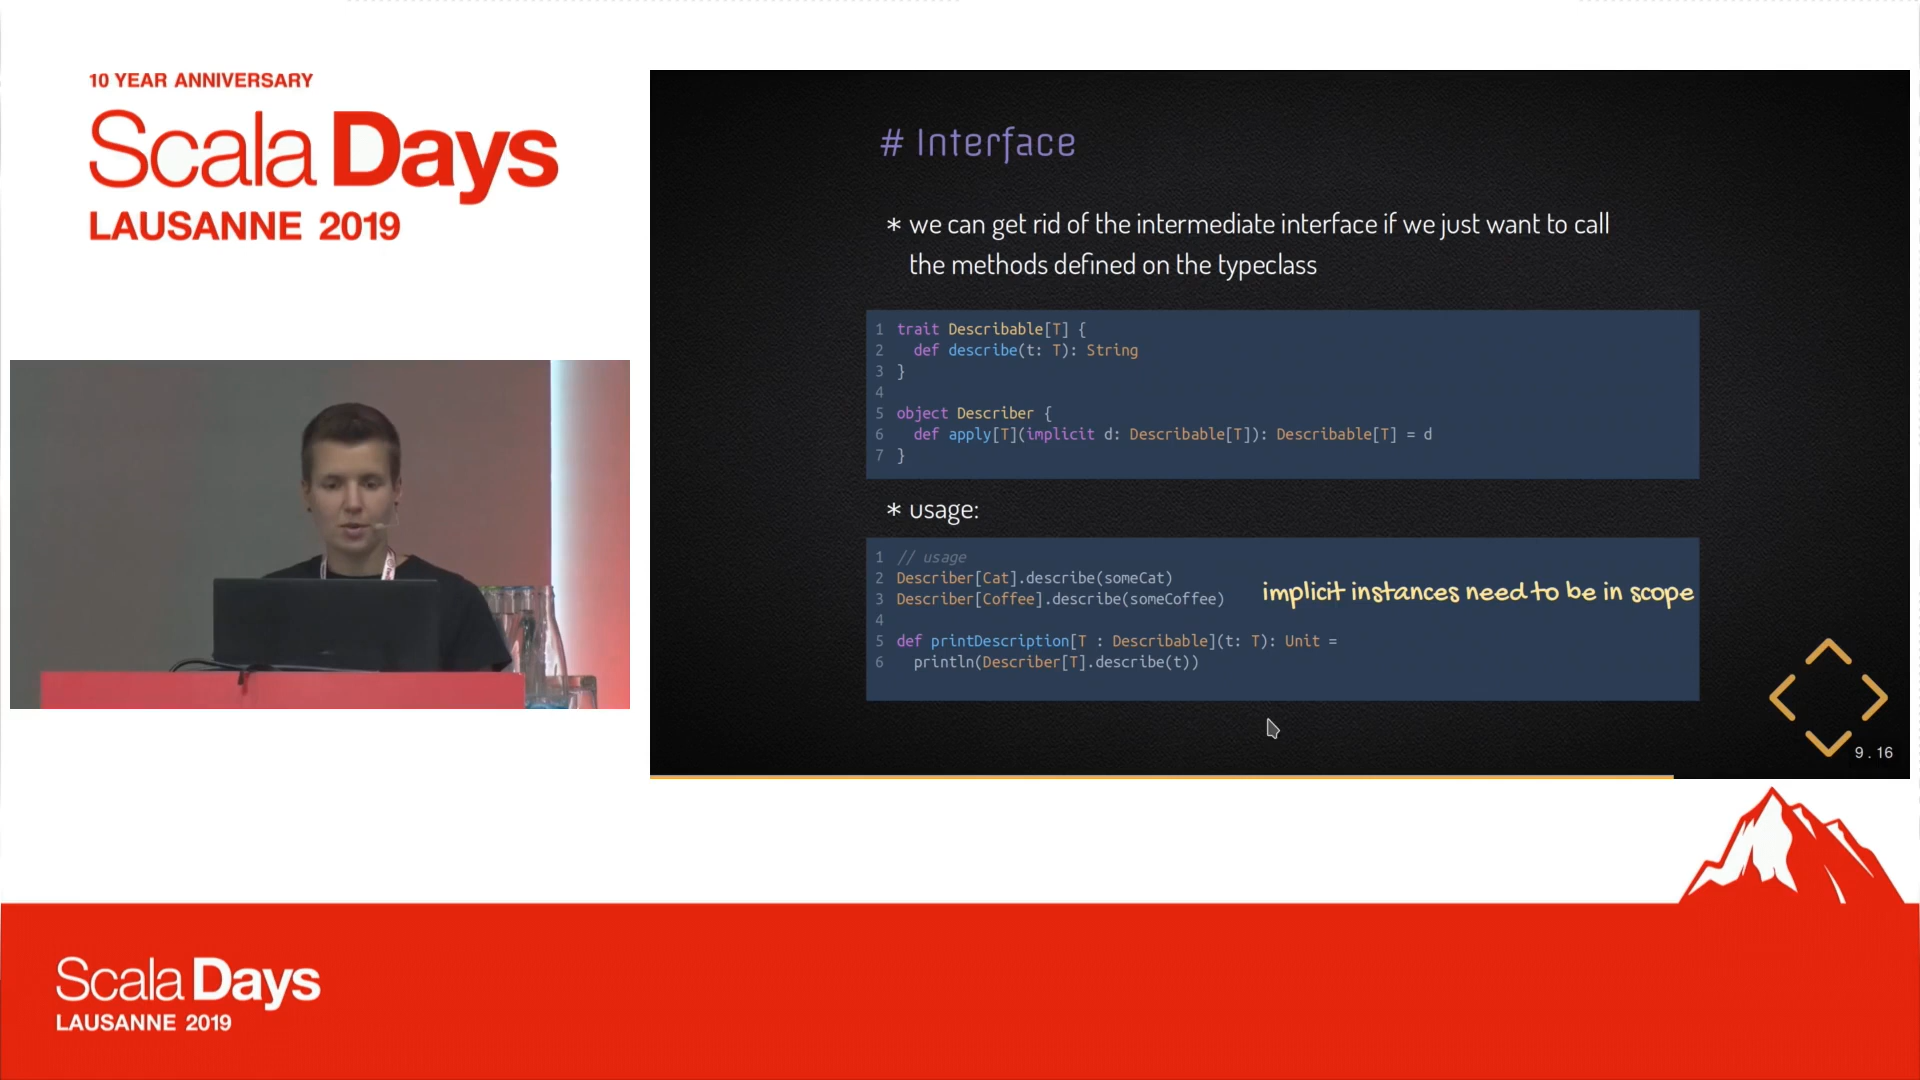 10 YEAR ANNIVERSARY
Scala Days
LAUSANNE 2019
# Interface
* we can get rid of the intermediate interface if we just want to call
the methods defined on the typeclass
1 trait Describable[T] {
2 def describe(t: T): String
3 }
4
5 object Describer {
6 def apply[T](implicit d: Describable[T]): Describable[T] = d
7 }
* usage:
1 // usage
2 Describer[Cat].describe(someCat)
3 Describer[Coffee].describe(someCoffee)
implicit instances need to be in scope
4
5 def printDescription[T : Describable](t: T): Unit =
6 println(Describer[T].describe(t))
9.16
Scala Days
LAUSANNE 2019